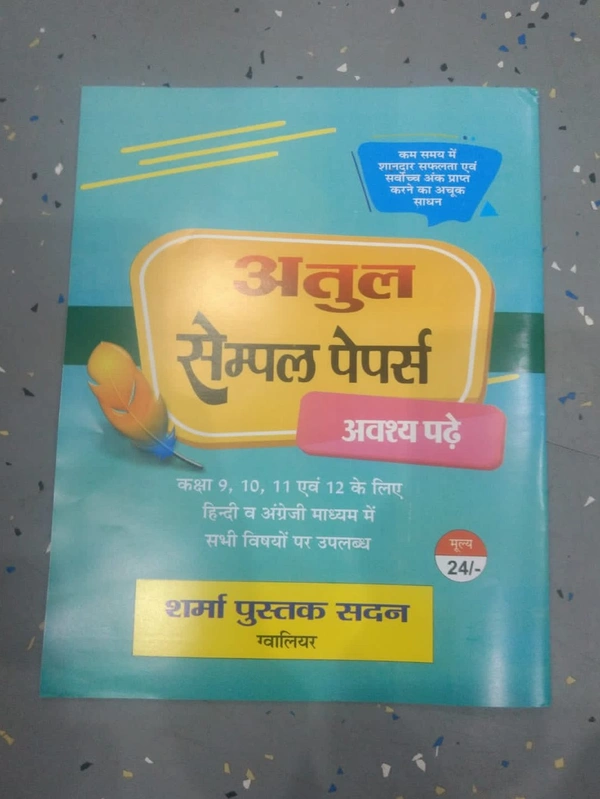 कम समय में
शानदार सफलता एवं
सर्वोच्च अंक प्राप्त
करने का अचूक
साधन
अतुल
सेम्पल पेपर्स
अवश्य पढ़े
कक्षा 9, 10, 11 एवं 12 के लिए
हिन्दी व अंग्रेजी माध्यम में
सभी विषयों पर उपलब्ध
मूल्य
24/-
शर्मा पुस्तक सदन
ग्वालियर